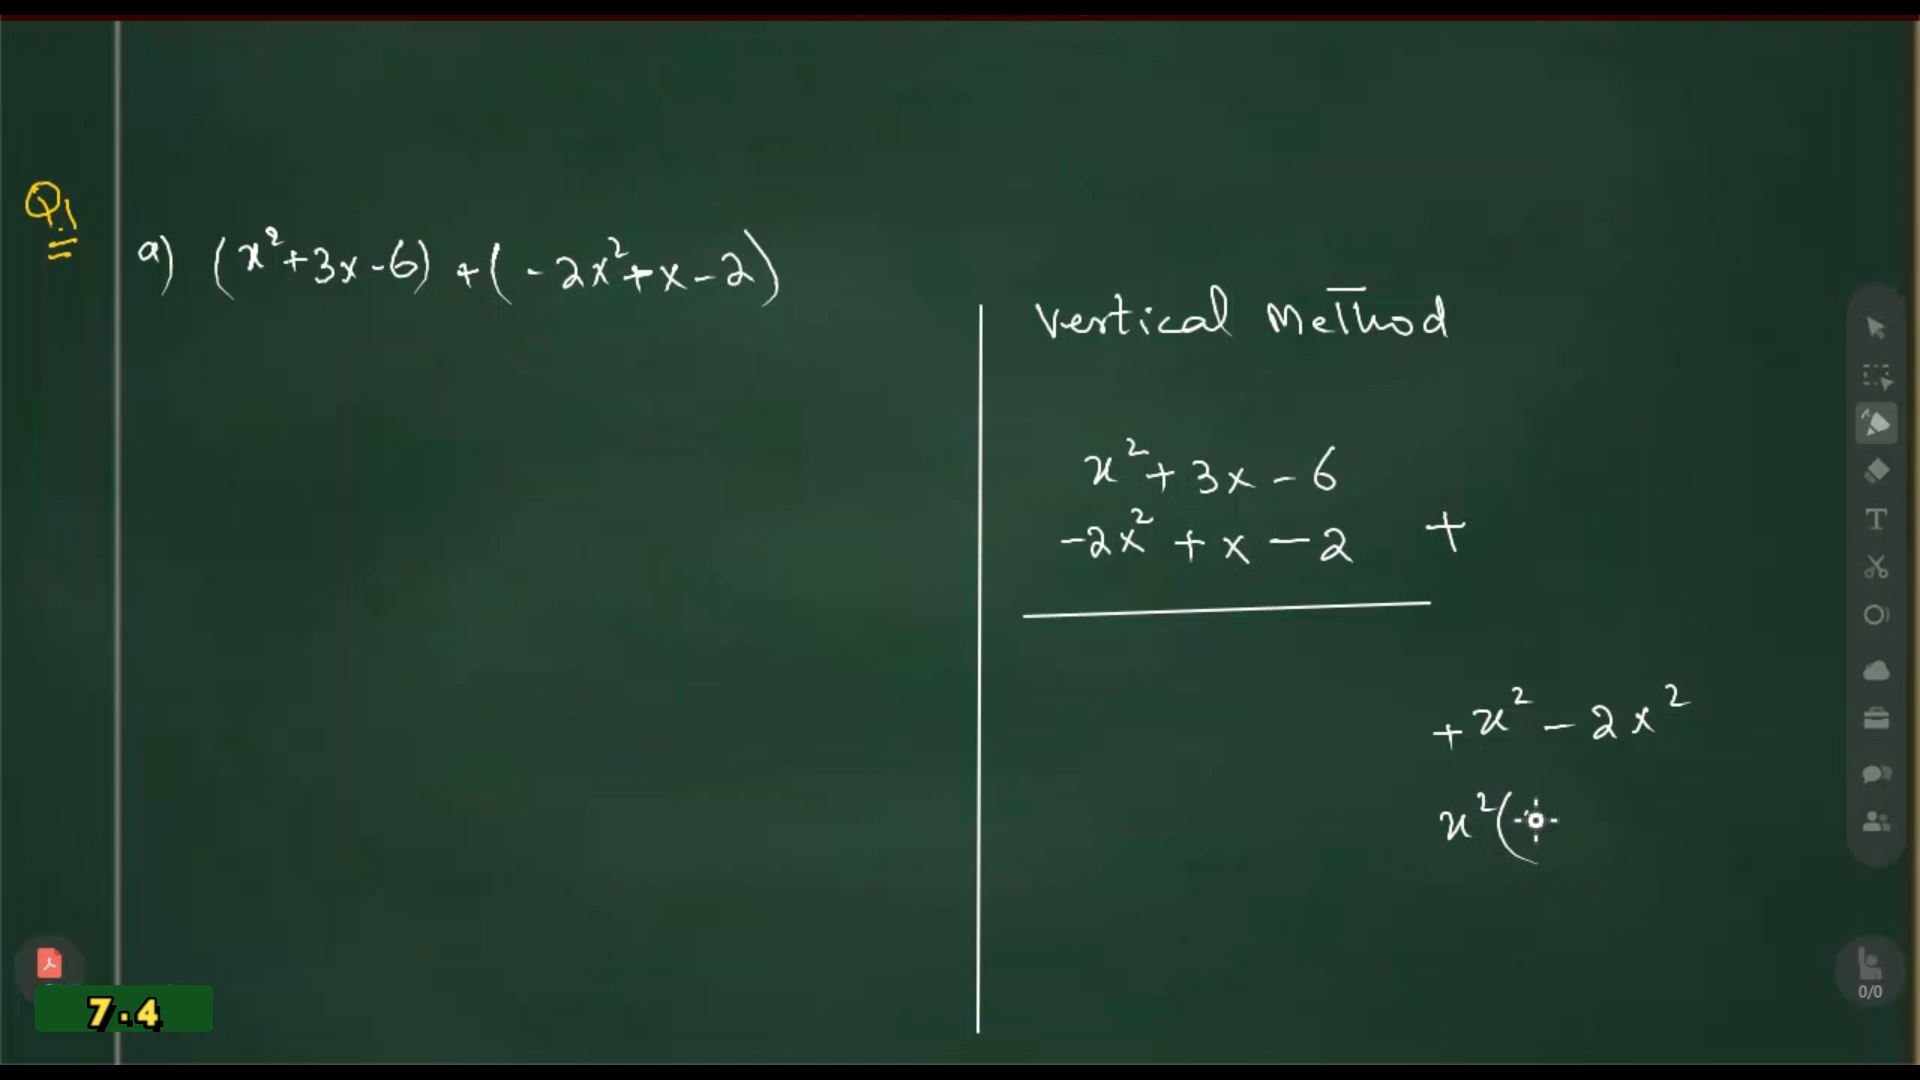 Q.1
a) (x²+3x-6) +(-2x²+x-2)
Vertical Method
x²+3x-6
-2x²+x-2 +
+x²-2x²
x²(
7.4
0/0
T